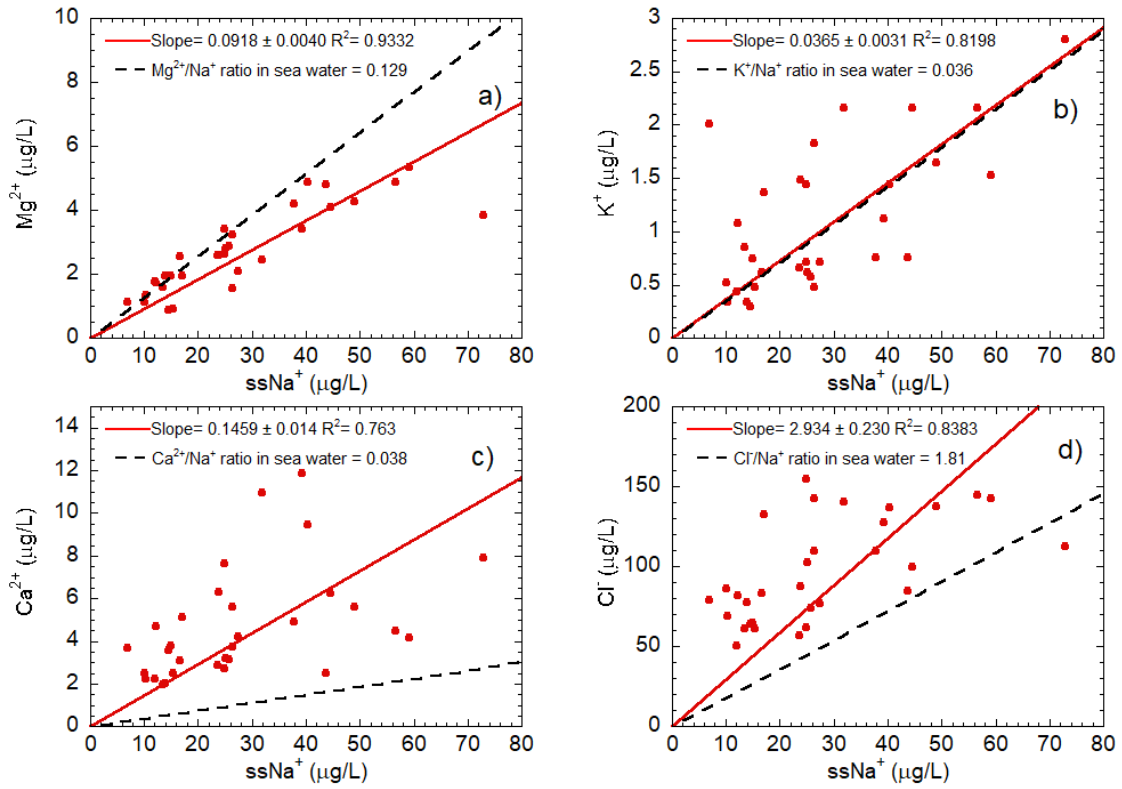 Slope= 0.0918 ± 0.0040 R²= 0.9332
Mg²⁺/Na⁺ ratio in sea water = 0.129
a)
Mg²⁺ (µg/L)
10
8
6
4
2
0
0 10 20 30 40 50 60 70 80
ssNa⁺ (µg/L)
Slope= 0.0365 ± 0.0031 R²= 0.8198
K⁺/Na⁺ ratio in sea water = 0.036
b)
K⁺ (µg/L)
3
2.5
2
1.5
1
0.5
0
0 10 20 30 40 50 60 70 80
ssNa⁺ (µg/L)
Slope= 0.1459 ± 0.014 R²= 0.763
Ca²⁺/Na⁺ ratio in sea water = 0.038
c)
Ca²⁺ (µg/L)
14
12
10
8
6
4
2
0
0 10 20 30 40 50 60 70 80
ssNa⁺ (µg/L)
Slope= 2.934 ± 0.230 R²= 0.8383
Cl⁻/Na⁺ ratio in sea water = 1.81
d)
Cl⁻ (µg/L)
200
150
100
50
0
0 10 20 30 40 50 60 70 80
ssNa⁺ (µg/L)